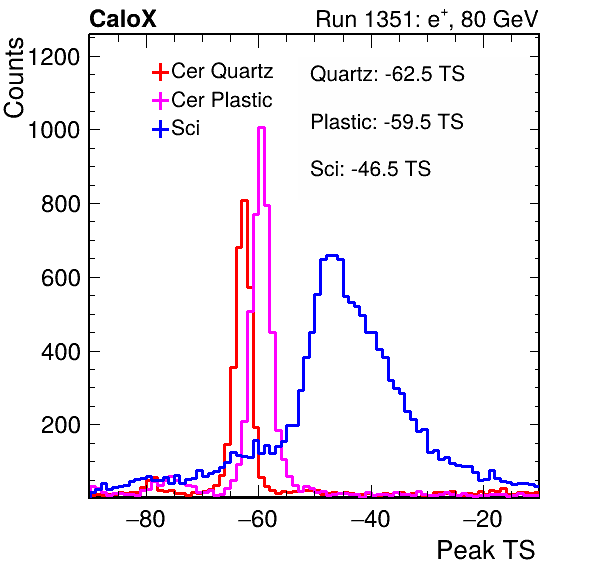 CaloX Run 1351: e⁺, 80 GeV
Counts
1200
1000
800
600
400
200
Cer Quartz
Cer Plastic
Sci
Quartz: -62.5 TS
Plastic: -59.5 TS
Sci: -46.5 TS
−80 −60 −40 −20
Peak TS